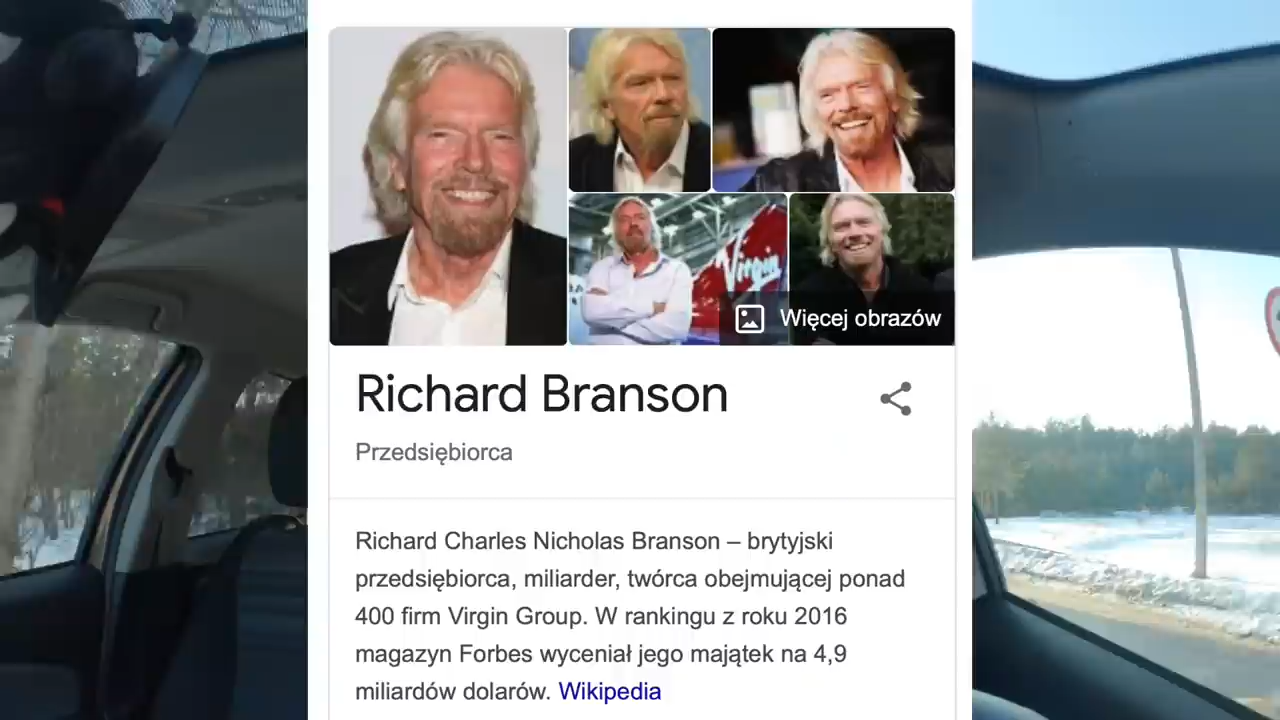 Virgin
Więcej obrazów
Richard Branson
Przedsiębiorca
Richard Charles Nicholas Branson – brytyjski
przedsiębiorca, miliarder, twórca obejmującej ponad
400 firm Virgin Group. W rankingu z roku 2016
magazyn Forbes wyceniał jego majątek na 4,9
miliardów dolarów. Wikipedia